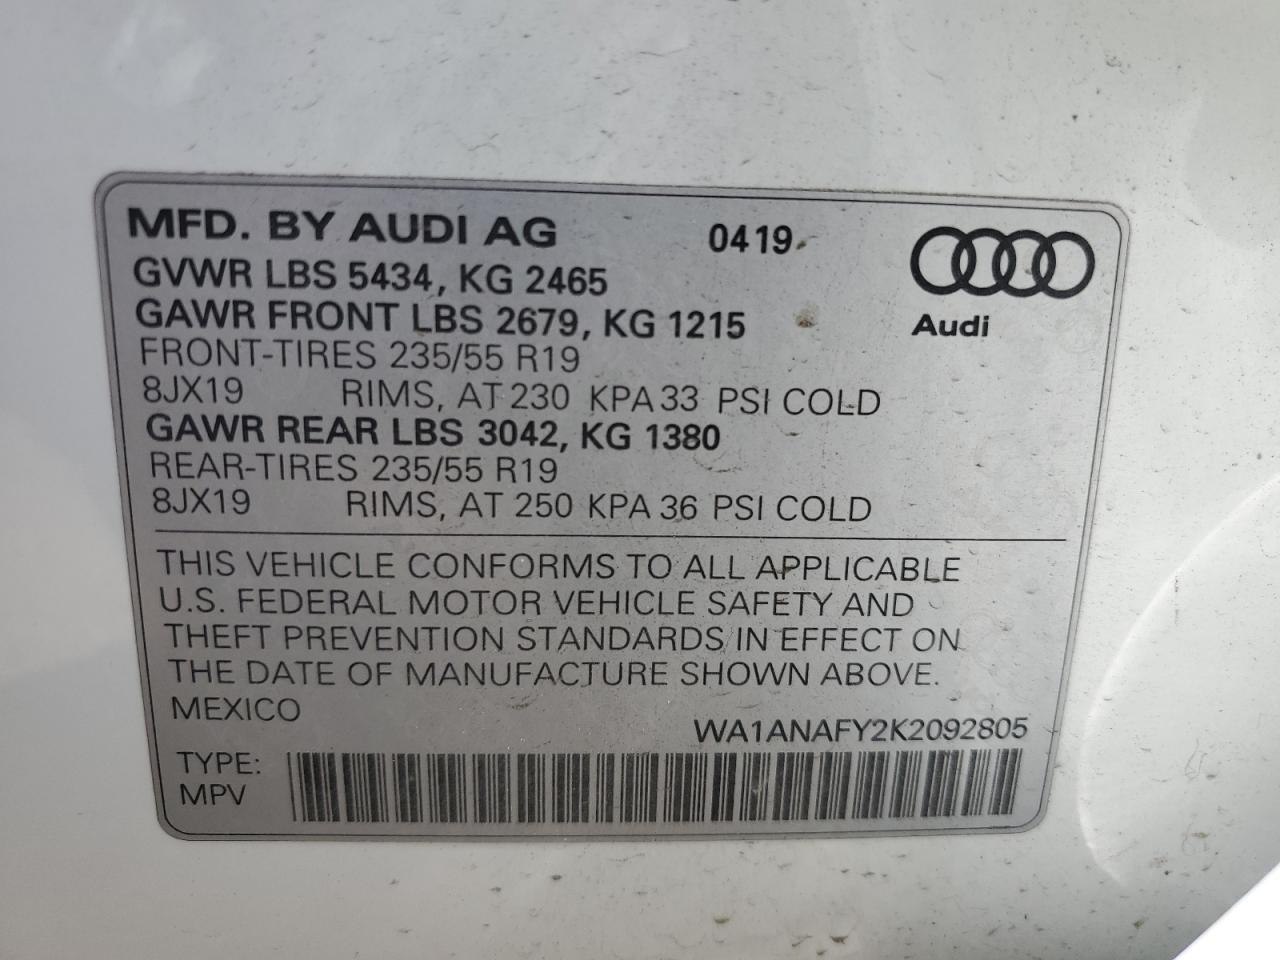 MFD. BY AUDI AG 0419
GVWR LBS 5434, KG 2465
GAWR FRONT LBS 2679, KG 1215
Audi
FRONT-TIRES 235/55 R19
8JX19 RIMS, AT 230 KPA 33 PSI COLD
GAWR REAR LBS 3042, KG 1380
REAR-TIRES 235/55 R19
8JX19 RIMS, AT 250 KPA 36 PSI COLD
THIS VEHICLE CONFORMS TO ALL APPLICABLE
U.S. FEDERAL MOTOR VEHICLE SAFETY AND
THEFT PREVENTION STANDARDS IN EFFECT ON
THE DATE OF MANUFACTURE SHOWN ABOVE.
MEXICO
WA1ANAFY2K2092805
TYPE:
MPV